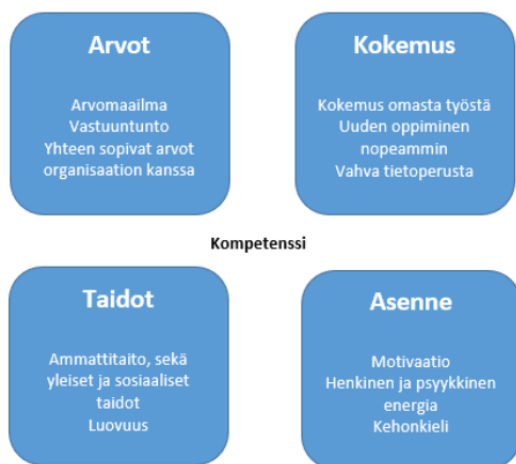 Arvot
Arvomaailma
Vastuuntunto
Yhteen sopivat arvot
organisaation kanssa
Kokemus
Kokemus omasta työstä
Uuden oppiminen
nopeammin
Vahva tietoperusta
Kompetenssi
Taidot
Ammattitaito, sekä
yleiset ja sosiaaliset
taidot
Luovuus
Asenne
Motivaatio
Henkinen ja psyykkinen
energia
Kehonkieli